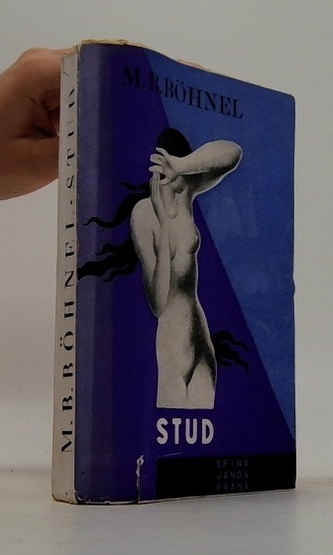 M.B.BÖHNEL
STUD
SFINX
JANDA
PRAHA
M.B.BÖHNEL·STUD